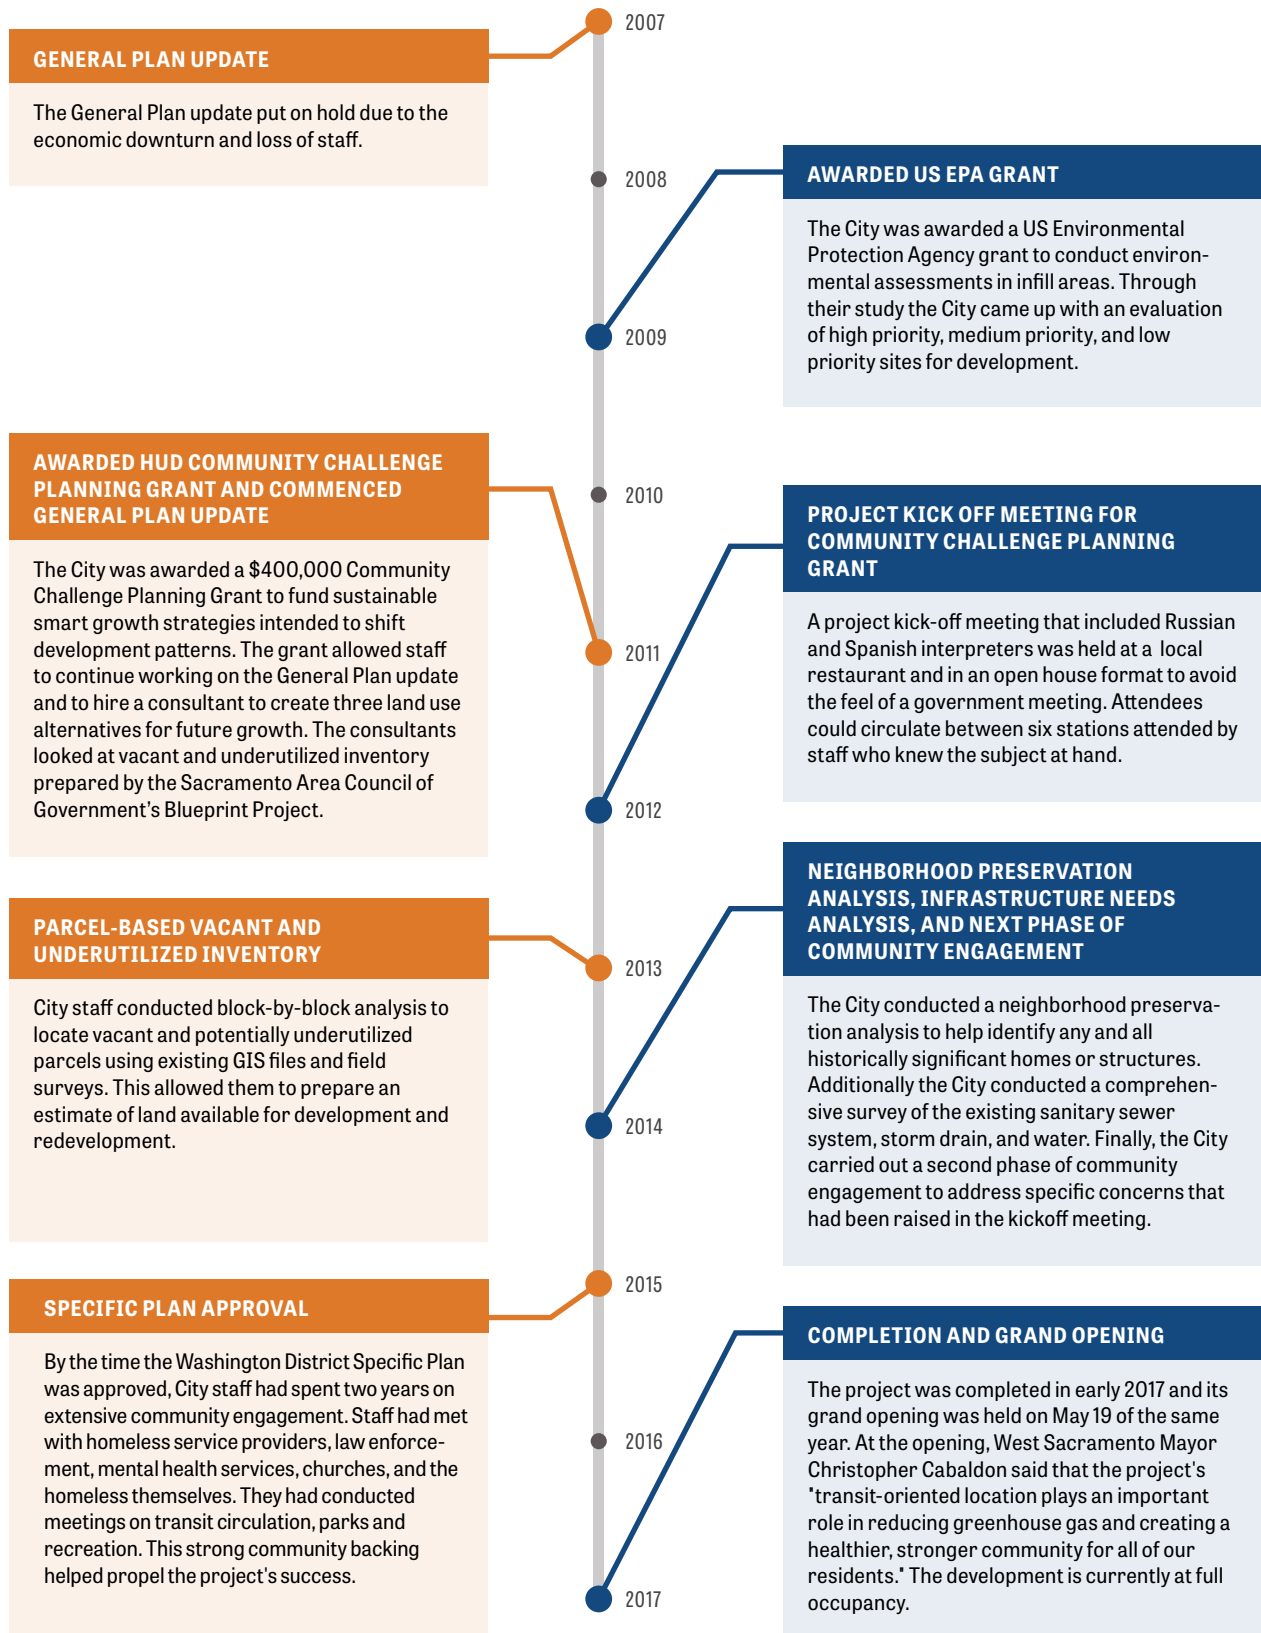 2007
GENERAL PLAN UPDATE
The General Plan update put on hold due to the
economic downturn and loss of staff.
2008
AWARDED US EPA GRANT
The City was awarded a US Environmental
Protection Agency grant to conduct environ-
mental assessments in infill areas. Through
their study the City came up with an evaluation
of high priority, medium priority, and low
priority sites for development.
2009
AWARDED HUD COMMUNITY CHALLENGE
PLANNING GRANT AND COMMENCED
GENERAL PLAN UPDATE
The City was awarded a $400,000 Community
Challenge Planning Grant to fund sustainable
smart growth strategies intended to shift
development patterns. The grant allowed staff
to continue working on the General Plan update
and to hire a consultant to create three land use
alternatives for future growth. The consultants
looked at vacant and underutilized inventory
prepared by the Sacramento Area Council of
Government's Blueprint Project.
2010
2011
PROJECT KICK OFF MEETING FOR
COMMUNITY CHALLENGE PLANNING
GRANT
A project kick-off meeting that included Russian
and Spanish interpreters was held at a  local
restaurant and in an open house format to avoid
the feel of a government meeting. Attendees
could circulate between six stations attended by
staff who knew the subject at hand.
2012
PARCEL-BASED VACANT AND
UNDERUTILIZED INVENTORY
City staff conducted block-by-block analysis to
locate vacant and potentially underutilized
parcels using existing GIS files and field
surveys. This allowed them to prepare an
estimate of land available for development and
redevelopment.
2013
NEIGHBORHOOD PRESERVATION
ANALYSIS, INFRASTRUCTURE NEEDS
ANALYSIS, AND NEXT PHASE OF
COMMUNITY ENGAGEMENT
The City conducted a neighborhood preserva-
tion analysis to help identify any and all
historically significant homes or structures.
Additionally the City conducted a comprehen-
sive survey of the existing sanitary sewer
system, storm drain, and water. Finally, the City
carried out a second phase of community
engagement to address specific concerns that
had been raised in the kickoff meeting.
2014
2015
SPECIFIC PLAN APPROVAL
By the time the Washington District Specific Plan
was approved, City staff had spent two years on
extensive community engagement. Staff had met
with homeless service providers, law enforce-
ment, mental health services, churches, and the
homeless themselves. They had conducted
meetings on transit circulation, parks and
recreation. This strong community backing
helped propel the project's success.
2016
COMPLETION AND GRAND OPENING
The project was completed in early 2017 and its
grand opening was held on May 19 of the same
year. At the opening, West Sacramento Mayor
Christopher Cabaldon said that the project's
"transit-oriented location plays an important
role in reducing greenhouse gas and creating a
healthier, stronger community for all of our
residents." The development is currently at full
occupancy.
2017